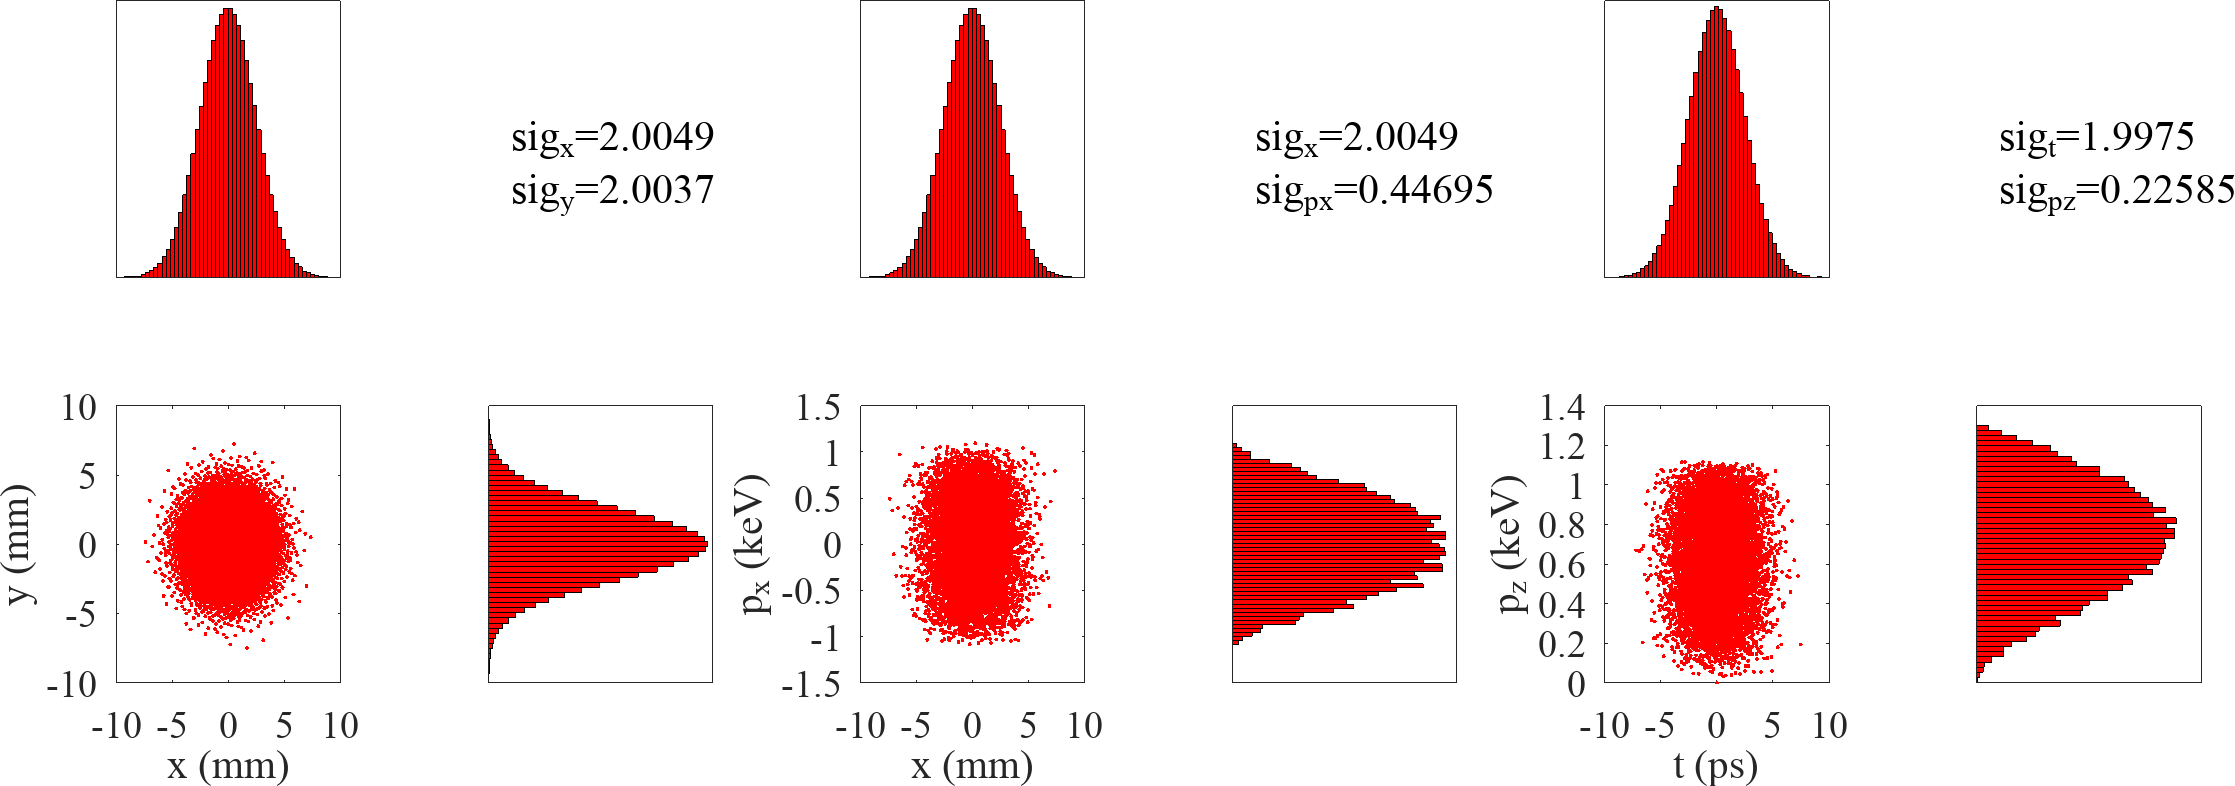 sigx=2.0049
sigy=2.0037
sigx=2.0049
sigpx=0.44695
sigt=1.9975
sigpz=0.22585
10
5
0
-5
-10
y (mm)
-10 -5 0 5 10
x (mm)
1.5
1
0.5
0
-0.5
-1
-1.5
px (keV)
-10 -5 0 5 10
x (mm)
1.4
1.2
1
0.8
0.6
0.4
0.2
0
pz (keV)
-10 -5 0 5 10
t (ps)